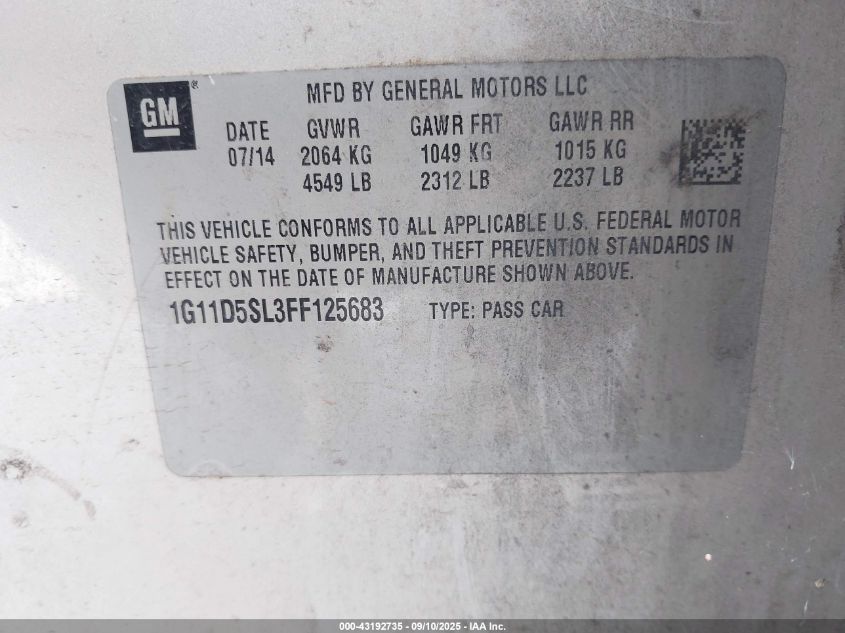 GM ®
MFD BY GENERAL MOTORS LLC
DATE GVWR GAWR FRT GAWR RR
07/14 2064 KG 1049 KG 1015 KG
4549 LB 2312 LB 2237 LB
THIS VEHICLE CONFORMS TO ALL APPLICABLE U.S. FEDERAL MOTOR
VEHICLE SAFETY, BUMPER, AND THEFT PREVENTION STANDARDS IN
EFFECT ON THE DATE OF MANUFACTURE SHOWN ABOVE.
1G11D5SL3FF125683 TYPE: PASS CAR
000-43192735 - 09/10/2025 - IAA Inc.